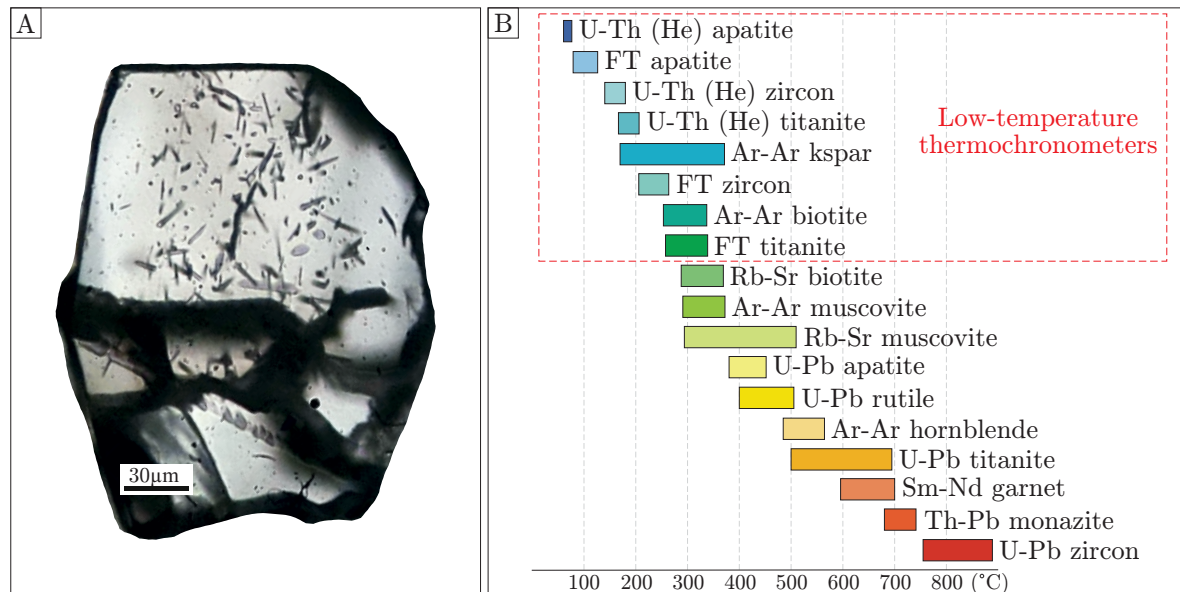 A
30µm
B
U-Th (He) apatite
FT apatite
U-Th (He) zircon
U-Th (He) titanite
Low-temperature
thermochronometers
Ar-Ar kspar
FT zircon
Ar-Ar biotite
FT titanite
Rb-Sr biotite
Ar-Ar muscovite
Rb-Sr muscovite
U-Pb apatite
U-Pb rutile
Ar-Ar hornblende
U-Pb titanite
Sm-Nd garnet
Th-Pb monazite
U-Pb zircon
100 200 300 400 500 600 700 800 (°C)